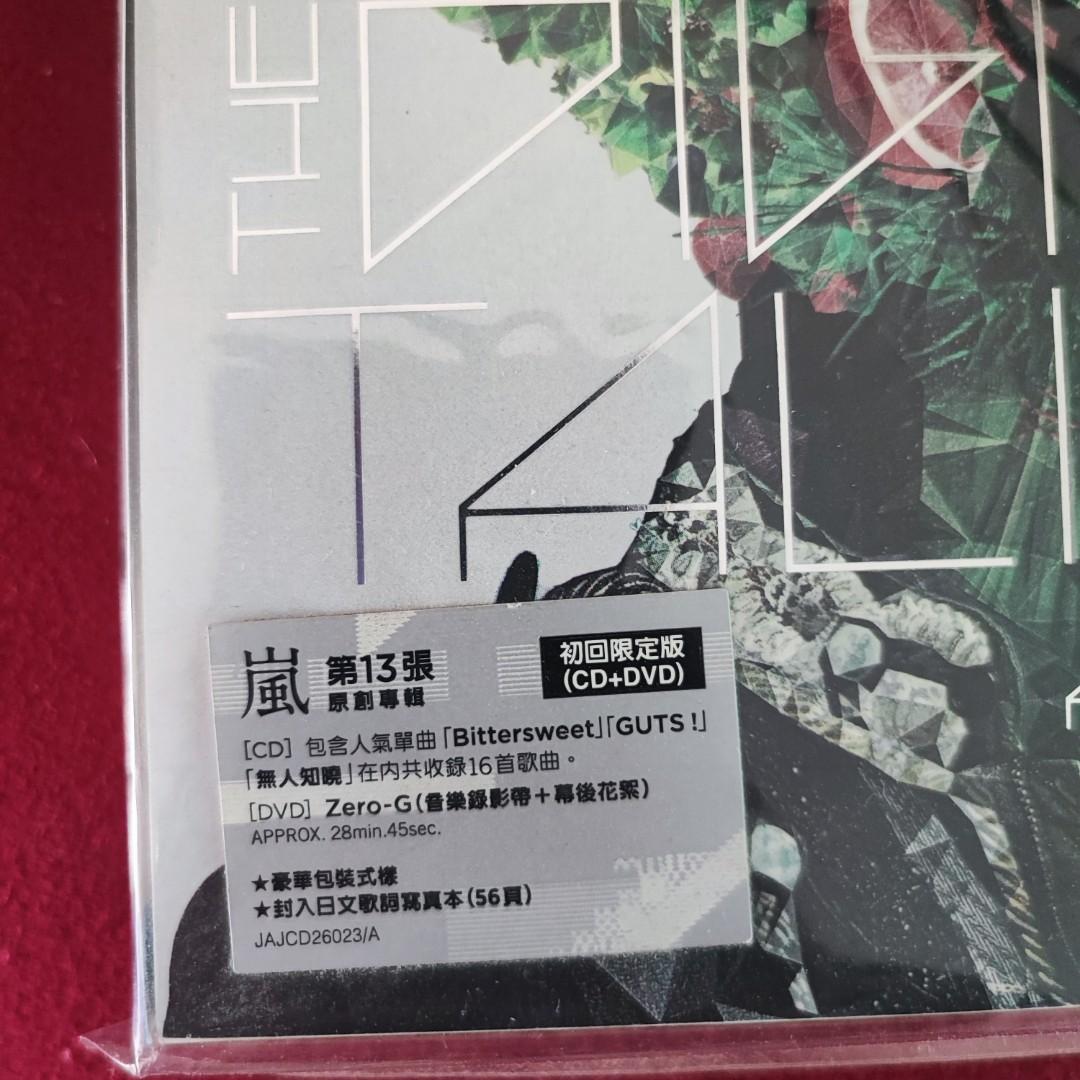 THE
DIGI
TALI
嵐 第13張
原創專輯
初回限定版
(CD+DVD)
[CD] 包含人氣單曲「Bittersweet」「GUTS !」
「無人知曉」在內共收錄16首歌曲。
[DVD] Zero-G(音樂錄影帶+幕後花絮)
APPROX. 28min.45sec.
★豪華包裝式樣
★封入日文歌詞寫真本(56頁)
JAJCD26023/A